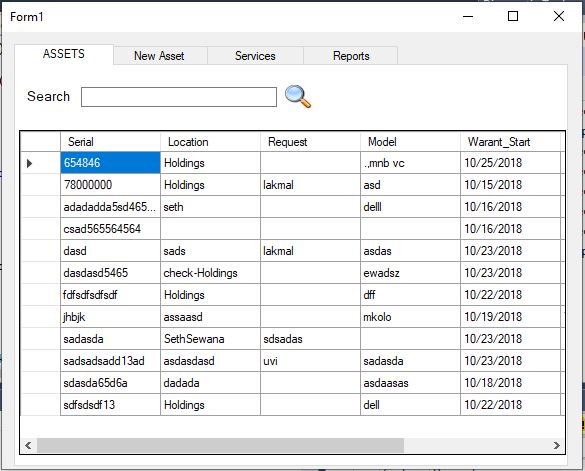 Form1
ASSETS New Asset Services Reports
Search
Serial Location Request Model Warant_Start
654846 Holdings .,mnb vc 10/25/2018
78000000 Holdings lakmal asd 10/15/2018
adadadda5sd465... seth delll 10/16/2018
csad565564564 10/16/2018
dasd sads lakmal asdas 10/23/2018
dasdasd5465 check-Holdings ewadsz 10/23/2018
fdfsdfsdfsdf Holdings dff 10/22/2018
jhbjk assaasd mkolo 10/19/2018
sadasda SethSewana sdsadas 10/23/2018
sadsadsadd13ad asdasdasd uvi sadasda 10/23/2018
sdasda65d6a dadada asdaasas 10/18/2018
sdfsdsdf13 Holdings dell 10/22/2018